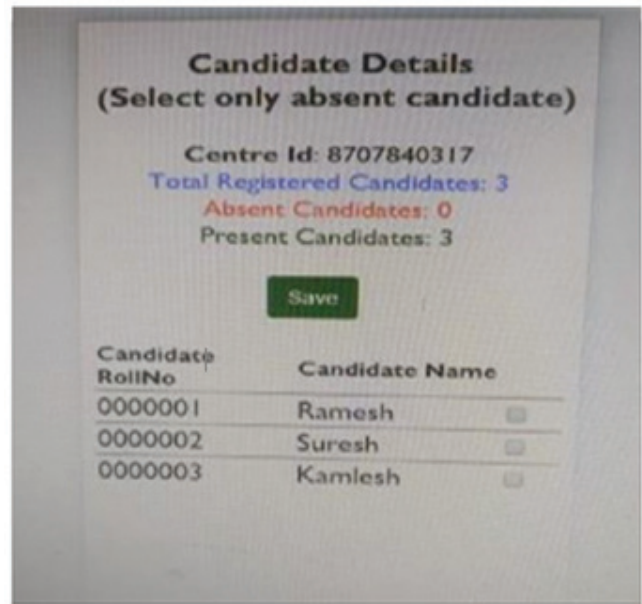 Candidate Details
(Select only absent candidate)
Centre Id: 8707840317
Total Registered Candidates: 3
Absent Candidates: 0
Present Candidates: 3
Save
Candidate
RollNo Candidate Name
0000001 Ramesh
0000002 Suresh
0000003 Kamlesh